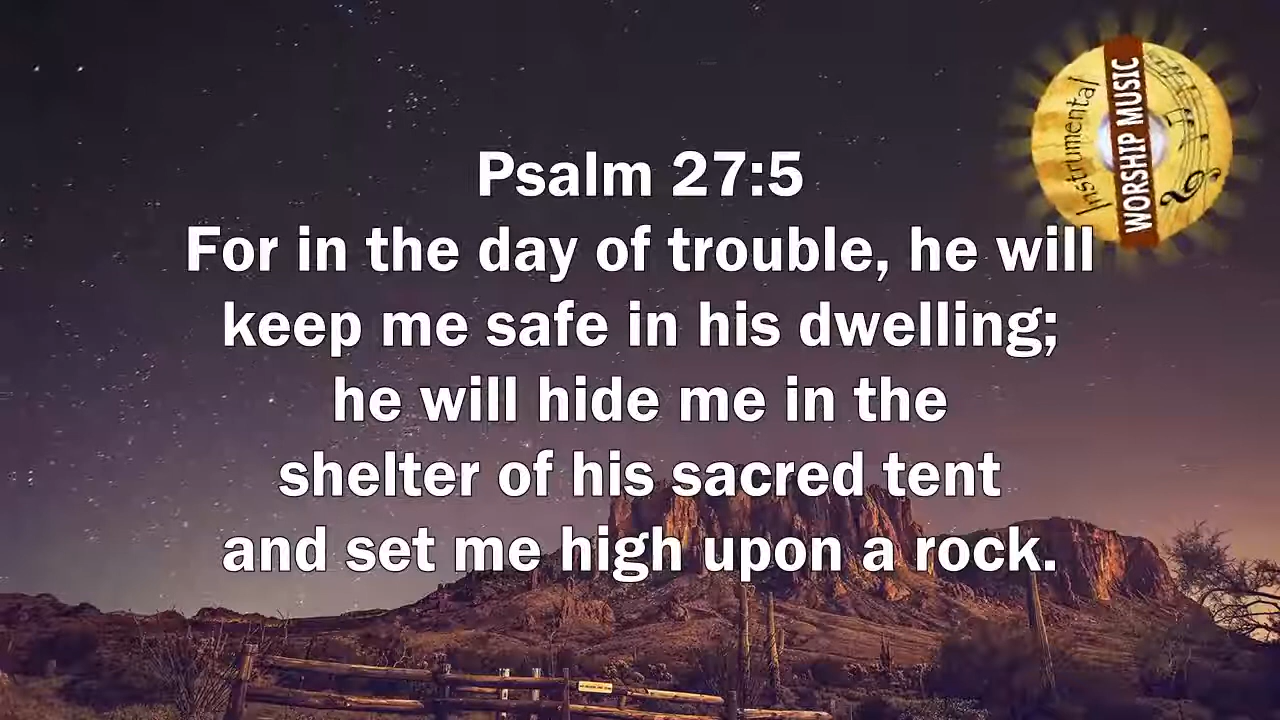 Instrumental
WORSHIP MUSIC
Psalm 27:5
For in the day of trouble, he will
keep me safe in his dwelling;
he will hide me in the
shelter of his sacred tent
and set me high upon a rock.